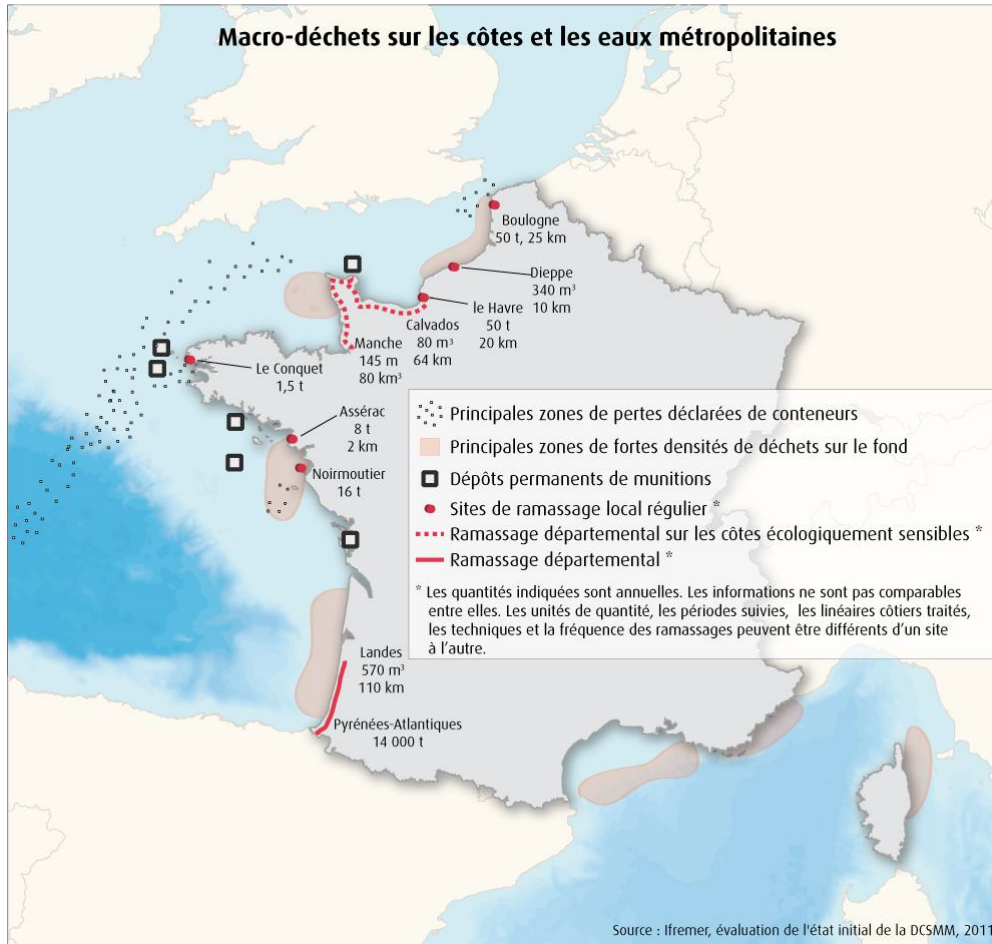 Macro-déchets sur les côtes et les eaux métropolitaines
Boulogne
50 t, 25 km
Dieppe
340 m³
10 km
le Havre
50 t
20 km
Calvados
80 m³
64 km
Manche
145 m
80 km³
Le Conquet
1,5 t
Assérac
8 t
2 km
Noirmoutier
16 t
Principales zones de pertes déclarées de conteneurs
Principales zones de fortes densités de déchets sur le fond
Dépôts permanents de munitions
Sites de ramassage local régulier *
Ramassage départemental sur les côtes écologiquement sensibles *
Ramassage départemental *
* Les quantités indiquées sont annuelles. Les informations ne sont pas comparables
entre elles. Les unités de quantité, les périodes suivies, les linéaires côtiers traités,
les techniques et la fréquence des ramassages peuvent être différents d'un site
à l'autre.
Landes
570 m³
110 km
Pyrénées-Atlantiques
14 000 t
Source : Ifremer, évaluation de l'état initial de la DCSMM, 2011